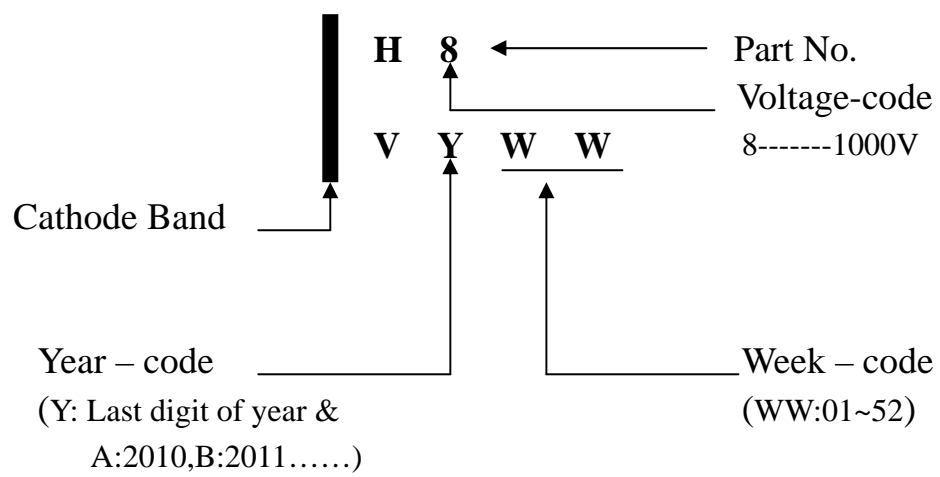 H 8
Part No.
Voltage-code
8-------1000V
V Y W W
Cathode Band
Year – code
(Y: Last digit of year &
A:2010,B:2011……)
Week – code
(WW:01~52)